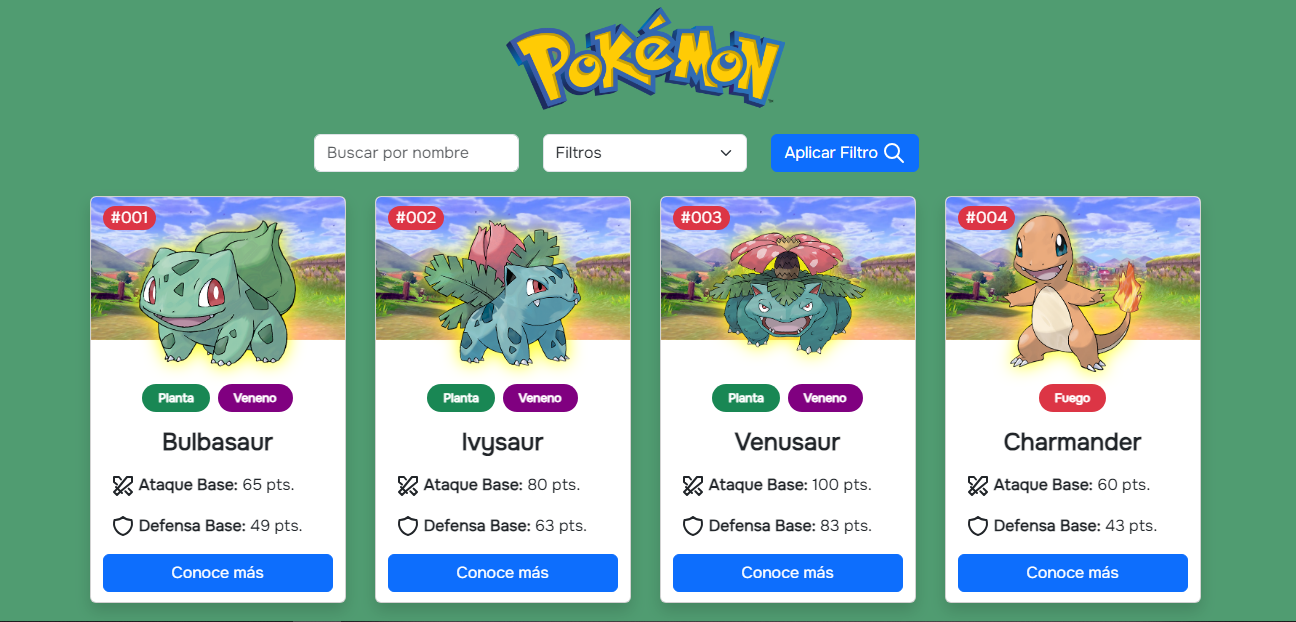 POKÉMON
Buscar por nombre
Filtros
Aplicar Filtro
#001
#002
#003
#004
Planta Veneno
Planta Veneno
Planta Veneno
Fuego
Bulbasaur
Ivysaur
Venusaur
Charmander
Ataque Base: 65 pts.
Ataque Base: 80 pts.
Ataque Base: 100 pts.
Ataque Base: 60 pts.
Defensa Base: 49 pts.
Defensa Base: 63 pts.
Defensa Base: 83 pts.
Defensa Base: 43 pts.
Conoce más
Conoce más
Conoce más
Conoce más